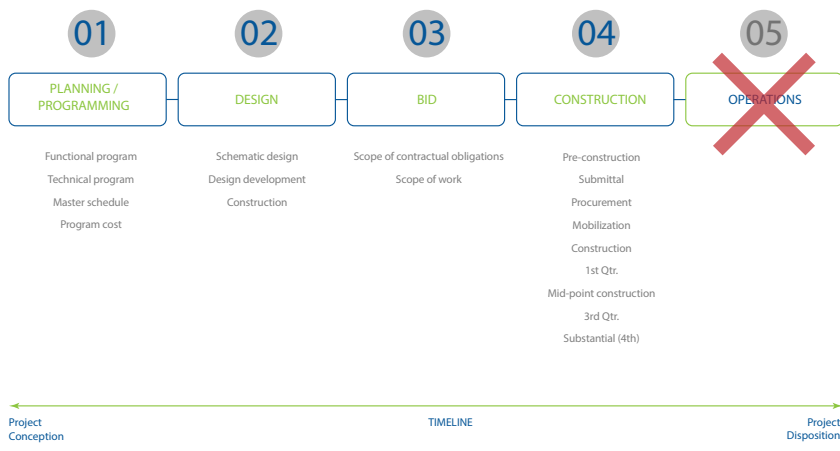 01
02
03
04
05
PLANNING /
PROGRAMMING
DESIGN
BID
CONSTRUCTION
OPERATIONS
Functional program
Technical program
Master schedule
Program cost
Schematic design
Design development
Construction
Scope of contractual obligations
Scope of work
Pre-construction
Submittal
Procurement
Mobilization
Construction
1st Qtr.
Mid-point construction
3rd Qtr.
Substantial (4th)
Project
Conception
TIMELINE
Project
Disposition